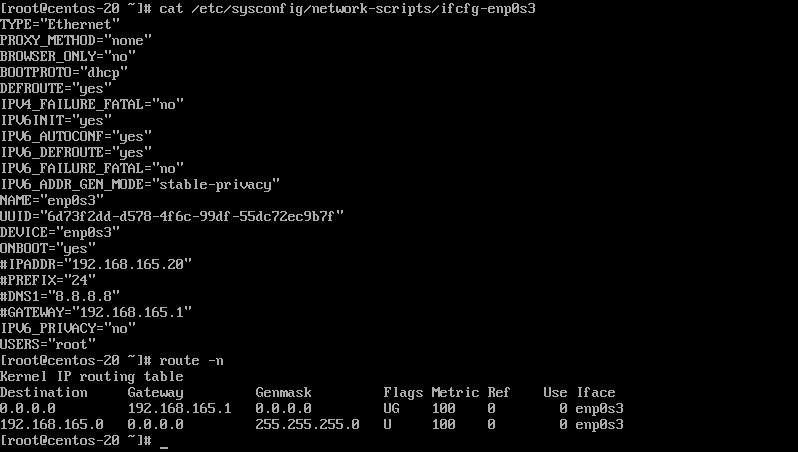 [root@centos-20 ~]# cat /etc/sysconfig/network-scripts/ifcfg-enp0s3
TYPE="Ethernet"
PROXY_METHOD="none"
BROWSER_ONLY="no"
BOOTPROTO="dhcp"
DEFROUTE="yes"
IPV4_FAILURE_FATAL="no"
IPV6INIT="yes"
IPV6_AUTOCONF="yes"
IPV6_DEFROUTE="yes"
IPV6_FAILURE_FATAL="no"
IPV6_ADDR_GEN_MODE="stable-privacy"
NAME="enp0s3"
UUID="6d73f2dd-d578-4f6c-99df-55dc72ec9b7f"
DEVICE="enp0s3"
ONBOOT="yes"
#IPADDR="192.168.165.20"
#PREFIX="24"
#DNS1="8.8.8.8"
#GATEWAY="192.168.165.1"
IPV6_PRIVACY="no"
USERS="root"
[root@centos-20 ~]# route -n
Kernel IP routing table
Destination     Gateway         Genmask         Flags Metric Ref    Use Iface
0.0.0.0         192.168.165.1   0.0.0.0         UG    100    0        0 enp0s3
192.168.165.0   0.0.0.0         255.255.255.0   U     100    0        0 enp0s3
[root@centos-20 ~]# _